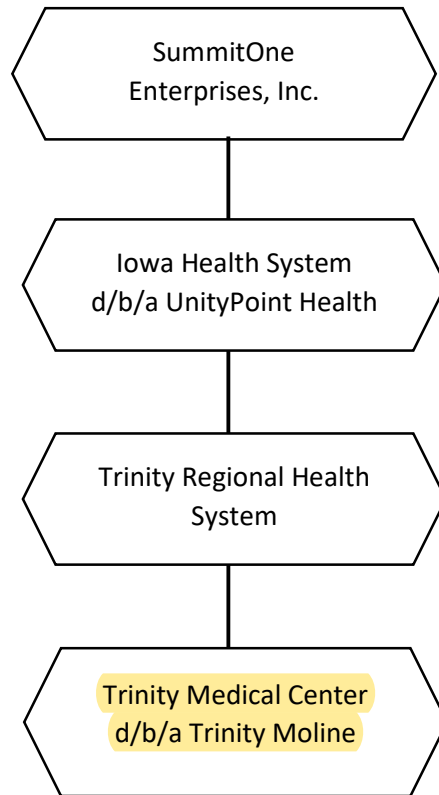 SummitOne
Enterprises, Inc.
Iowa Health System
d/b/a UnityPoint Health
Trinity Regional Health
System
Trinity Medical Center
d/b/a Trinity Moline